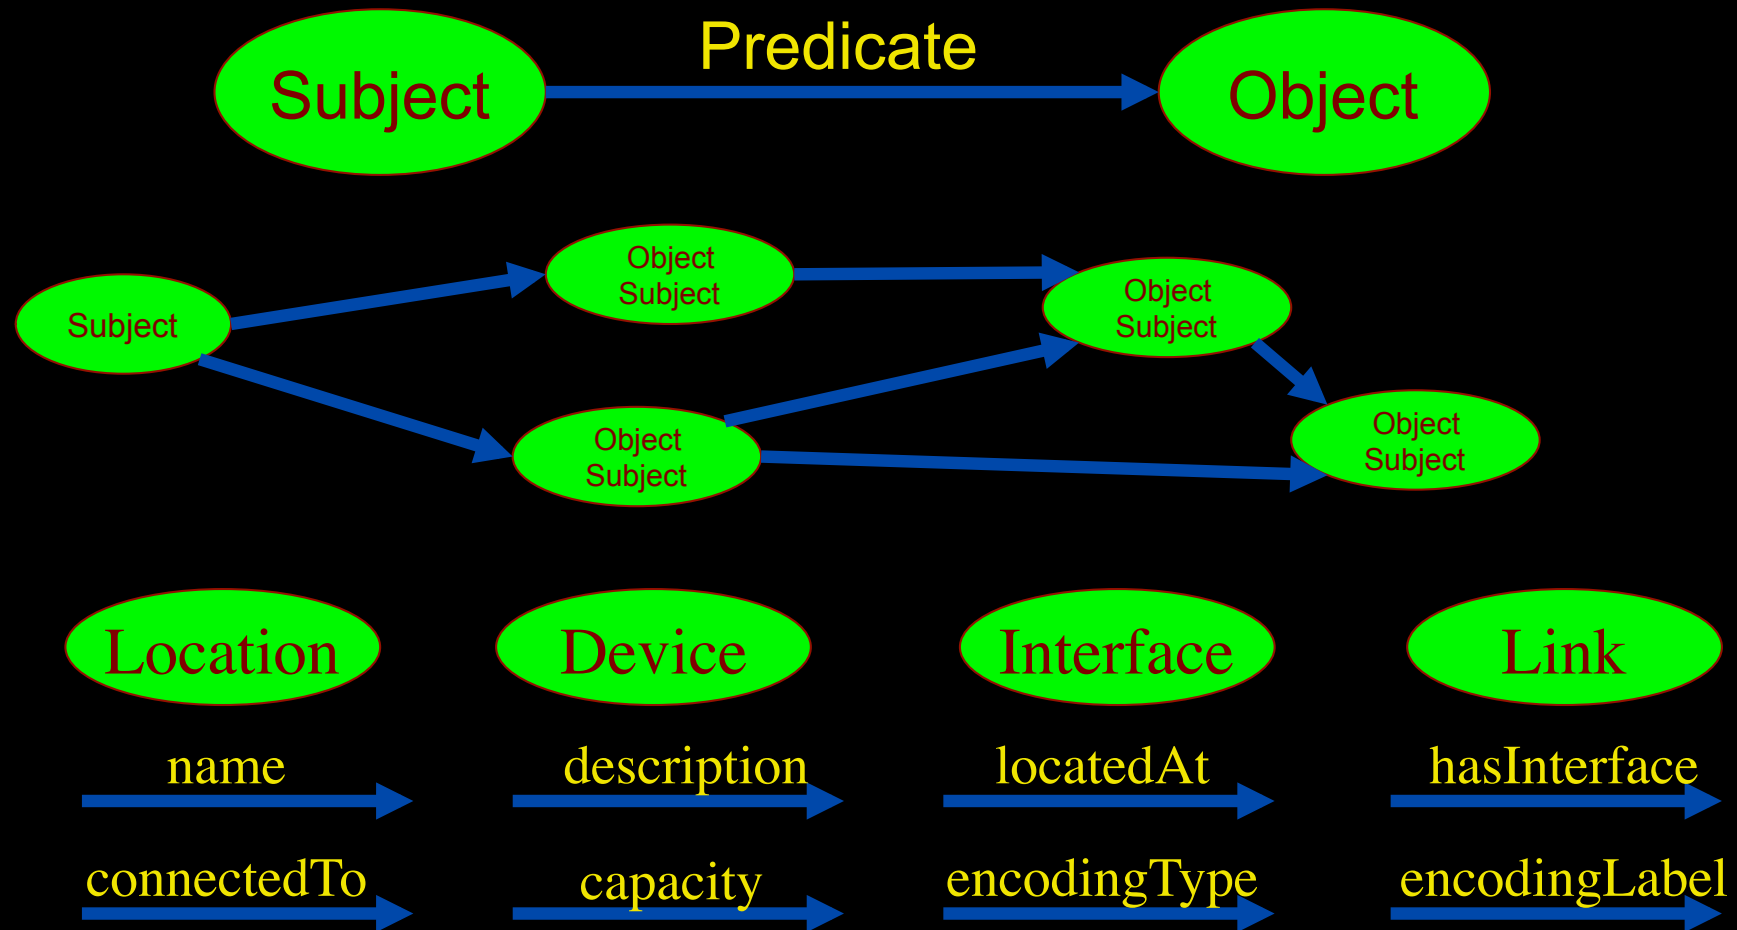 Predicate
Subject
Object
Object
Subject
Object
Subject
Subject
Object
Subject
Object
Subject
Location
Device
Interface
Link
name
description
locatedAt
hasInterface
connectedTo
capacity
encodingType
encodingLabel